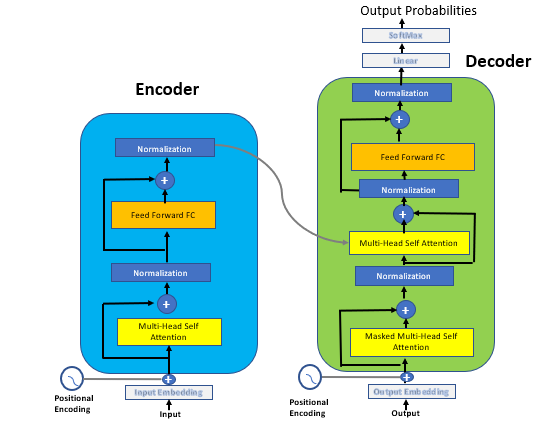 Output Probabilities
SoftMax
Linear
Decoder
Encoder
Normalization
+
Feed Forward FC
Normalization
+
Multi-Head Self
Attention
+
Input Embedding
Positional
Encoding
Input
Normalization
+
Feed Forward FC
Normalization
+
Multi-Head Self Attention
Normalization
+
Masked Multi-Head Self
Attention
+
Output Embedding
Positional
Encoding
Output